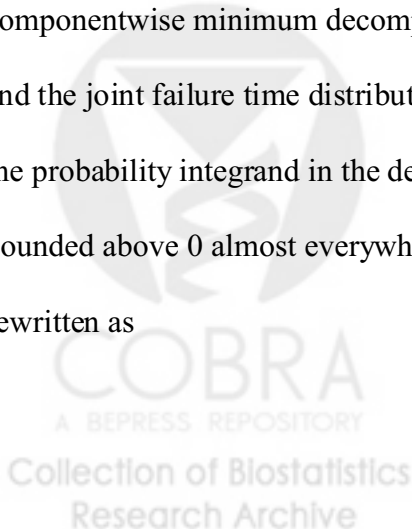 omponentwise minimum decomp
nd the joint failure time distribut
ne probability integrand in the de
ounded above 0 almost everywh
ewritten as
COBRA
A BEPRESS REPOSITORY
Collection of Biostatistics
Research Archive